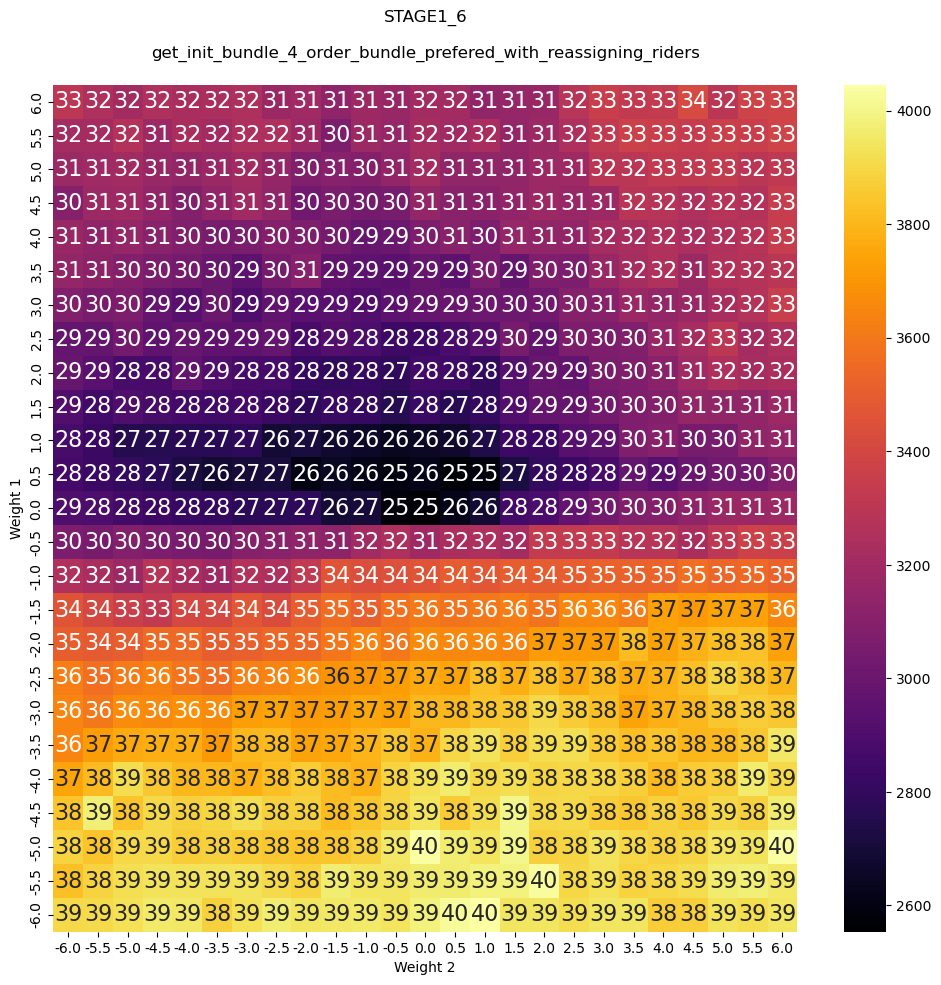 STAGE1_6
get_init_bundle_4_order_bundle_prefered_with_reassigning_riders
6.0 33 32 32 32 32 32 32 31 31 31 31 31 32 32 31 31 31 32 33 33 33 34 32 33 33
5.5 32 32 32 31 32 32 32 32 31 30 31 31 32 32 32 31 31 32 33 33 33 33 33 33 33
5.0 31 31 32 31 31 31 32 31 30 31 30 31 32 31 31 31 31 31 32 32 33 33 33 32 33
4.5 30 31 31 31 30 31 31 31 30 30 30 30 31 31 31 31 31 31 31 32 32 32 32 32 33
4.0 31 31 31 31 30 30 30 30 30 30 29 29 30 31 30 31 31 31 32 32 32 32 32 32 33
3.5 31 31 30 30 30 30 29 30 31 29 29 29 29 29 30 29 30 30 31 32 32 31 32 32 32
3.0 30 30 30 29 29 30 29 29 29 29 29 29 29 29 30 30 30 30 31 31 31 31 32 32 33
2.5 29 29 30 29 29 29 29 29 28 29 28 28 28 28 29 30 29 30 30 30 31 32 33 32 32
2.0 29 29 28 28 29 29 28 28 28 28 28 27 28 28 28 29 29 29 30 30 31 31 32 32 32
1.5 29 28 29 28 28 28 28 28 27 28 28 27 28 27 28 29 29 29 30 30 30 31 31 31 31
1.0 28 28 27 27 27 27 27 26 27 26 26 26 26 26 27 28 28 29 29 30 31 30 30 31 31
0.5 28 28 28 27 27 26 27 27 26 26 26 25 26 25 25 27 28 28 28 29 29 29 30 30 30
0.0 29 28 28 28 28 28 27 27 27 26 27 25 25 26 26 28 28 29 30 30 30 31 31 31 31
-0.5 30 30 30 30 30 30 30 31 31 31 32 32 31 32 32 32 33 33 33 32 32 32 33 33 33
-1.0 32 32 31 32 32 31 32 32 33 34 34 34 34 34 34 34 34 35 35 35 35 35 35 35 35
-1.5 34 34 33 33 34 34 34 34 35 35 35 35 36 35 36 36 35 36 36 36 37 37 37 37 36
-2.0 35 34 34 35 35 35 35 35 35 35 36 36 36 36 36 36 37 37 37 38 37 37 38 38 37
-2.5 36 35 36 36 35 35 36 36 36 36 37 37 37 37 38 37 38 37 38 37 37 38 38 38 37
-3.0 36 36 36 36 36 36 37 37 37 37 37 37 38 38 38 38 39 38 38 37 37 38 38 38 38
-3.5 36 37 37 37 37 37 38 38 37 37 37 38 37 38 39 38 39 39 38 38 38 38 38 38 39
-4.0 37 38 39 38 38 38 37 38 38 38 37 38 39 39 39 39 38 38 38 38 38 38 38 39 39
-4.5 38 39 38 39 38 38 39 38 38 38 38 38 39 38 39 39 38 39 38 38 38 38 39 38 39
-5.0 38 38 39 39 38 38 38 38 38 38 38 39 40 39 39 39 38 38 39 38 38 38 39 39 40
-5.5 38 38 39 39 39 39 39 39 38 39 39 39 39 39 39 39 40 38 39 38 38 39 39 39 39
-6.0 39 39 39 39 39 38 39 39 39 39 39 39 39 40 40 39 39 39 39 39 38 38 39 39 39
-6.0 -5.5 -5.0 -4.5 -4.0 -3.5 -3.0 -2.5 -2.0 -1.5 -1.0 -0.5 0.0 0.5 1.0 1.5 2.0 2.5 3.0 3.5 4.0 4.5 5.0 5.5 6.0
Weight 2
Weight 1
4000
3800
3600
3400
3200
3000
2800
2600